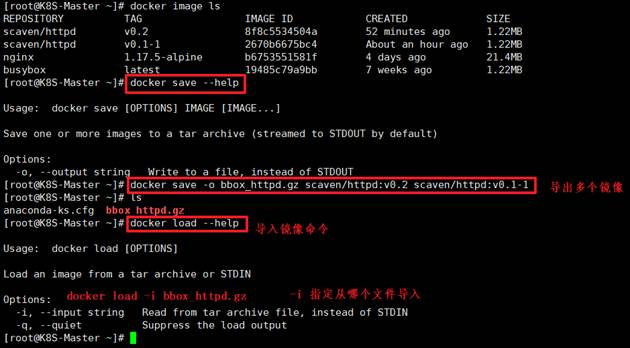 [root@K8S-Master ~]# docker image ls
REPOSITORY TAG IMAGE ID CREATED SIZE
scaven/httpd v0.2 8f8c5534504a 52 minutes ago 1.22MB
scaven/httpd v0.1-1 2670b6675bc4 About an hour ago 1.22MB
nginx 1.17.5-alpine b6753551581f 4 days ago 21.4MB
busybox latest 19485c79a9bb 7 weeks ago 1.22MB
[root@K8S-Master ~]# docker save --help
Usage: docker save [OPTIONS] IMAGE [IMAGE...]
Save one or more images to a tar archive (streamed to STDOUT by default)
Options:
-o, --output string Write to a file, instead of STDOUT
[root@K8S-Master ~]# docker save -o bbox_httpd.gz scaven/httpd:v0.2 scaven/httpd:v0.1-1 导出多个镜像
[root@K8S-Master ~]# ls
anaconda-ks.cfg bbox_httpd.gz
[root@K8S-Master ~]# docker load --help 导入镜像命令
Usage: docker load [OPTIONS]
Load an image from a tar archive or STDIN
Options: docker load -i bbox_httpd.gz -i 指定从哪个文件导入
-i, --input string Read from tar archive file, instead of STDIN
-q, --quiet Suppress the load output
[root@K8S-Master ~]#